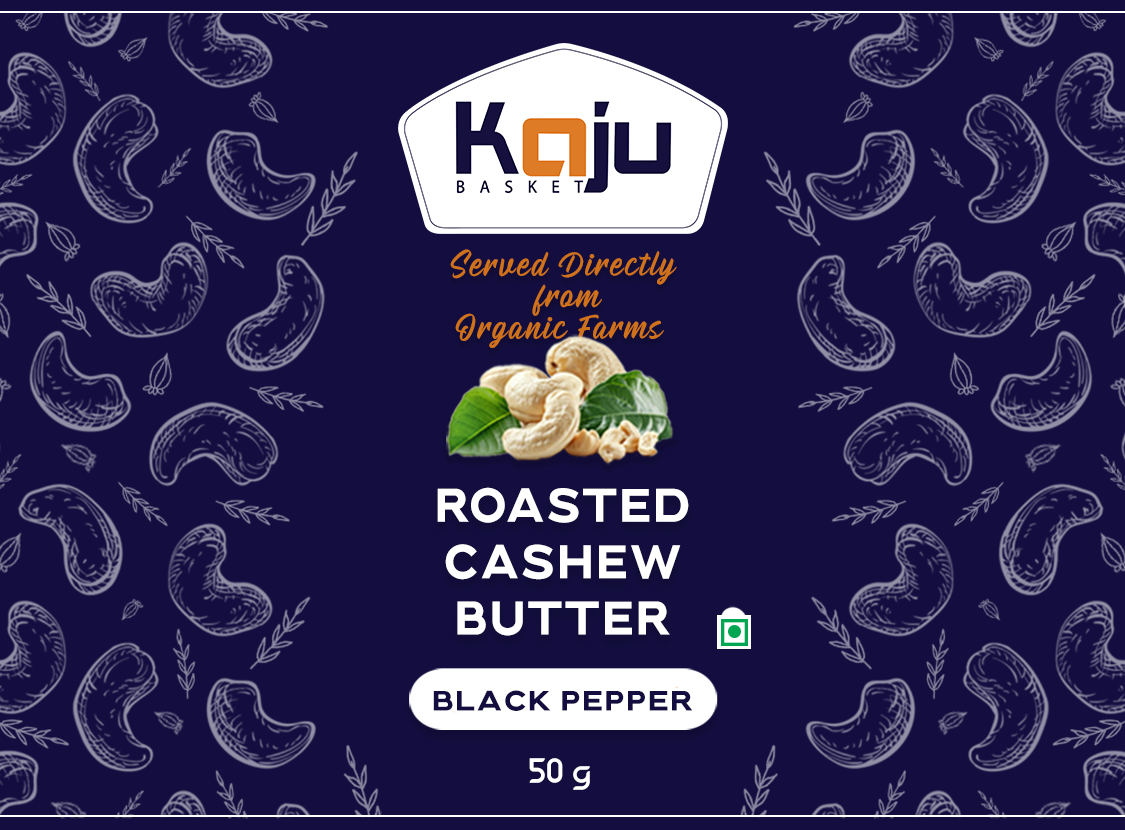 Kaju
BASKET
Served Directly
from
Organic Farms
ROASTED
CASHEW
BUTTER
BLACK PEPPER
50 g